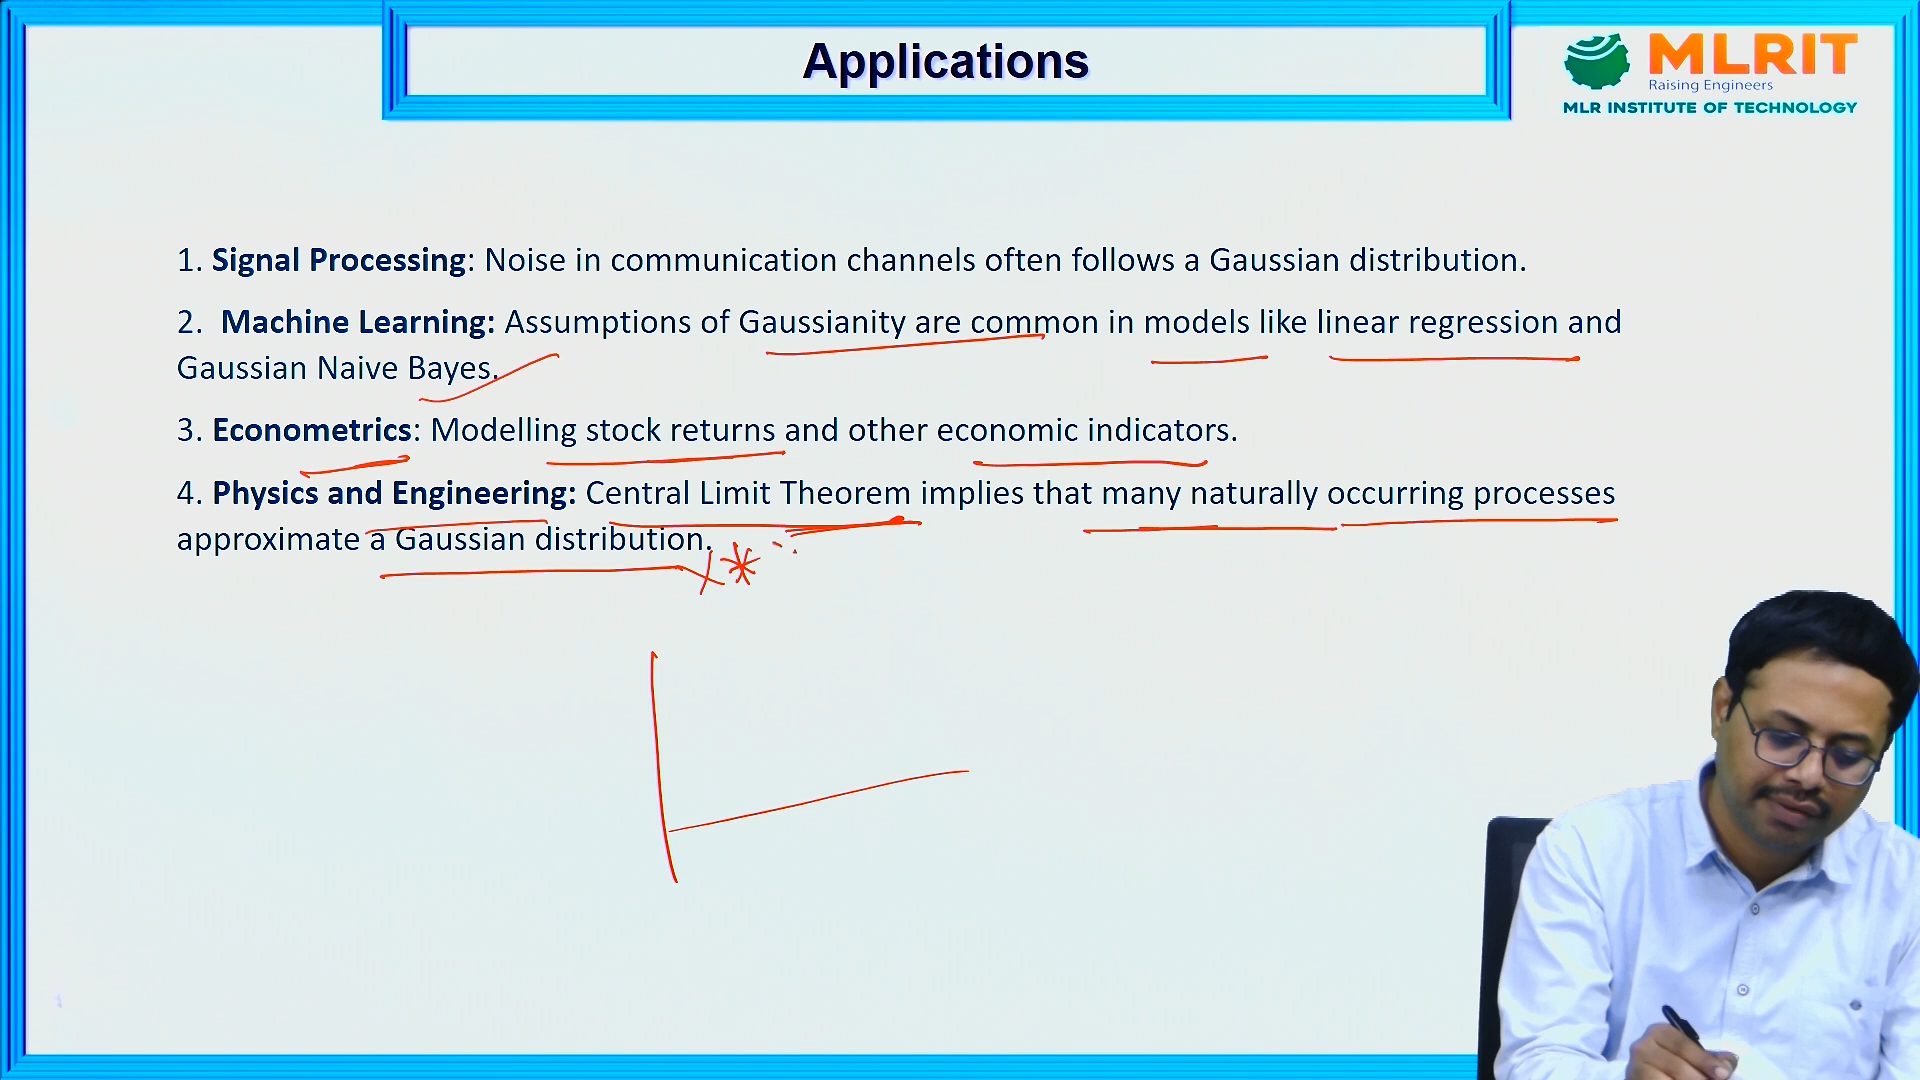 Applications
MLRIT
Raising Engineers
MLR INSTITUTE OF TECHNOLOGY
1. Signal Processing: Noise in communication channels often follows a Gaussian distribution.
2. Machine Learning: Assumptions of Gaussianity are common in models like linear regression and
Gaussian Naive Bayes.
3. Econometrics: Modelling stock returns and other economic indicators.
4. Physics and Engineering: Central Limit Theorem implies that many naturally occurring processes
approximate a Gaussian distribution.